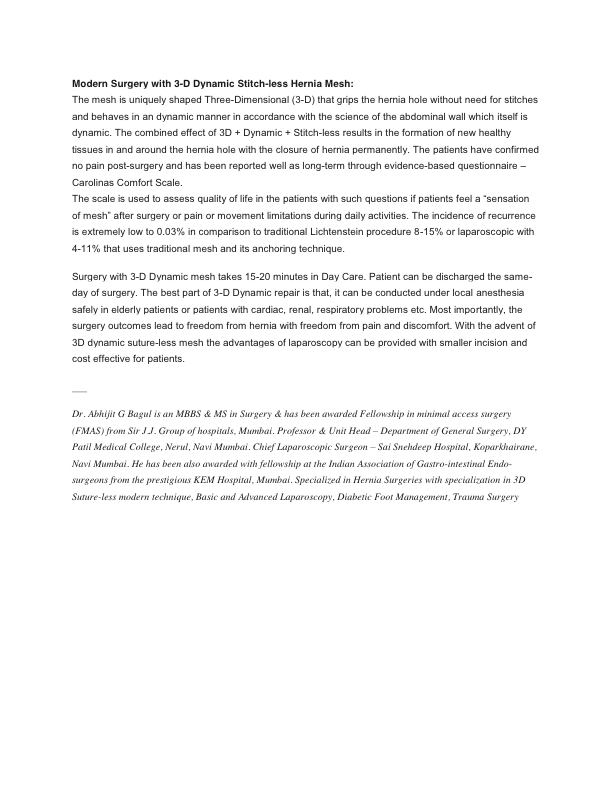 Modern Surgery with 3-D Dynamic Stitch-less Hernia Mesh:
The mesh is uniquely shaped Three-Dimensional (3-D) that grips the hernia hole without need for stitches
and behaves in an dynamic manner in accordance with the science of the abdominal wall which itself is
dynamic. The combined effect of 3D + Dynamic + Stitch-less results in the formation of new healthy
tissues in and around the hernia hole with the closure of hernia permanently. The patients have confirmed
no pain post-surgery and has been reported well as long-term through evidence-based questionnaire –
Carolinas Comfort Scale.
The scale is used to assess quality of life in the patients with such questions if patients feel a “sensation
of mesh” after surgery or pain or movement limitations during daily activities. The incidence of recurrence
is extremely low to 0.03% in comparison to traditional Lichtenstein procedure 8-15% or laparoscopic with
4-11% that uses traditional mesh and its anchoring technique.
Surgery with 3-D Dynamic mesh takes 15-20 minutes in Day Care. Patient can be discharged the same-
day of surgery. The best part of 3-D Dynamic repair is that, it can be conducted under local anesthesia
safely in elderly patients or patients with cardiac, renal, respiratory problems etc. Most importantly, the
surgery outcomes lead to freedom from hernia with freedom from pain and discomfort. With the advent of
3D dynamic suture-less mesh the advantages of laparoscopy can be provided with smaller incision and
cost effective for patients.
___
Dr. Abhijit G Bagul is an MBBS & MS in Surgery & has been awarded Fellowship in minimal access surgery
(FMAS) from Sir J.J. Group of hospitals, Mumbai. Professor & Unit Head – Department of General Surgery, DY
Patil Medical College, Nerul, Navi Mumbai. Chief Laparoscopic Surgeon – Sai Snehdeep Hospital, Koparkhairane,
Navi Mumbai. He has been also awarded with fellowship at the Indian Association of Gastro-intestinal Endo-
surgeons from the prestigious KEM Hospital, Mumbai. Specialized in Hernia Surgeries with specialization in 3D
Suture-less modern technique, Basic and Advanced Laparoscopy, Diabetic Foot Management, Trauma Surgery